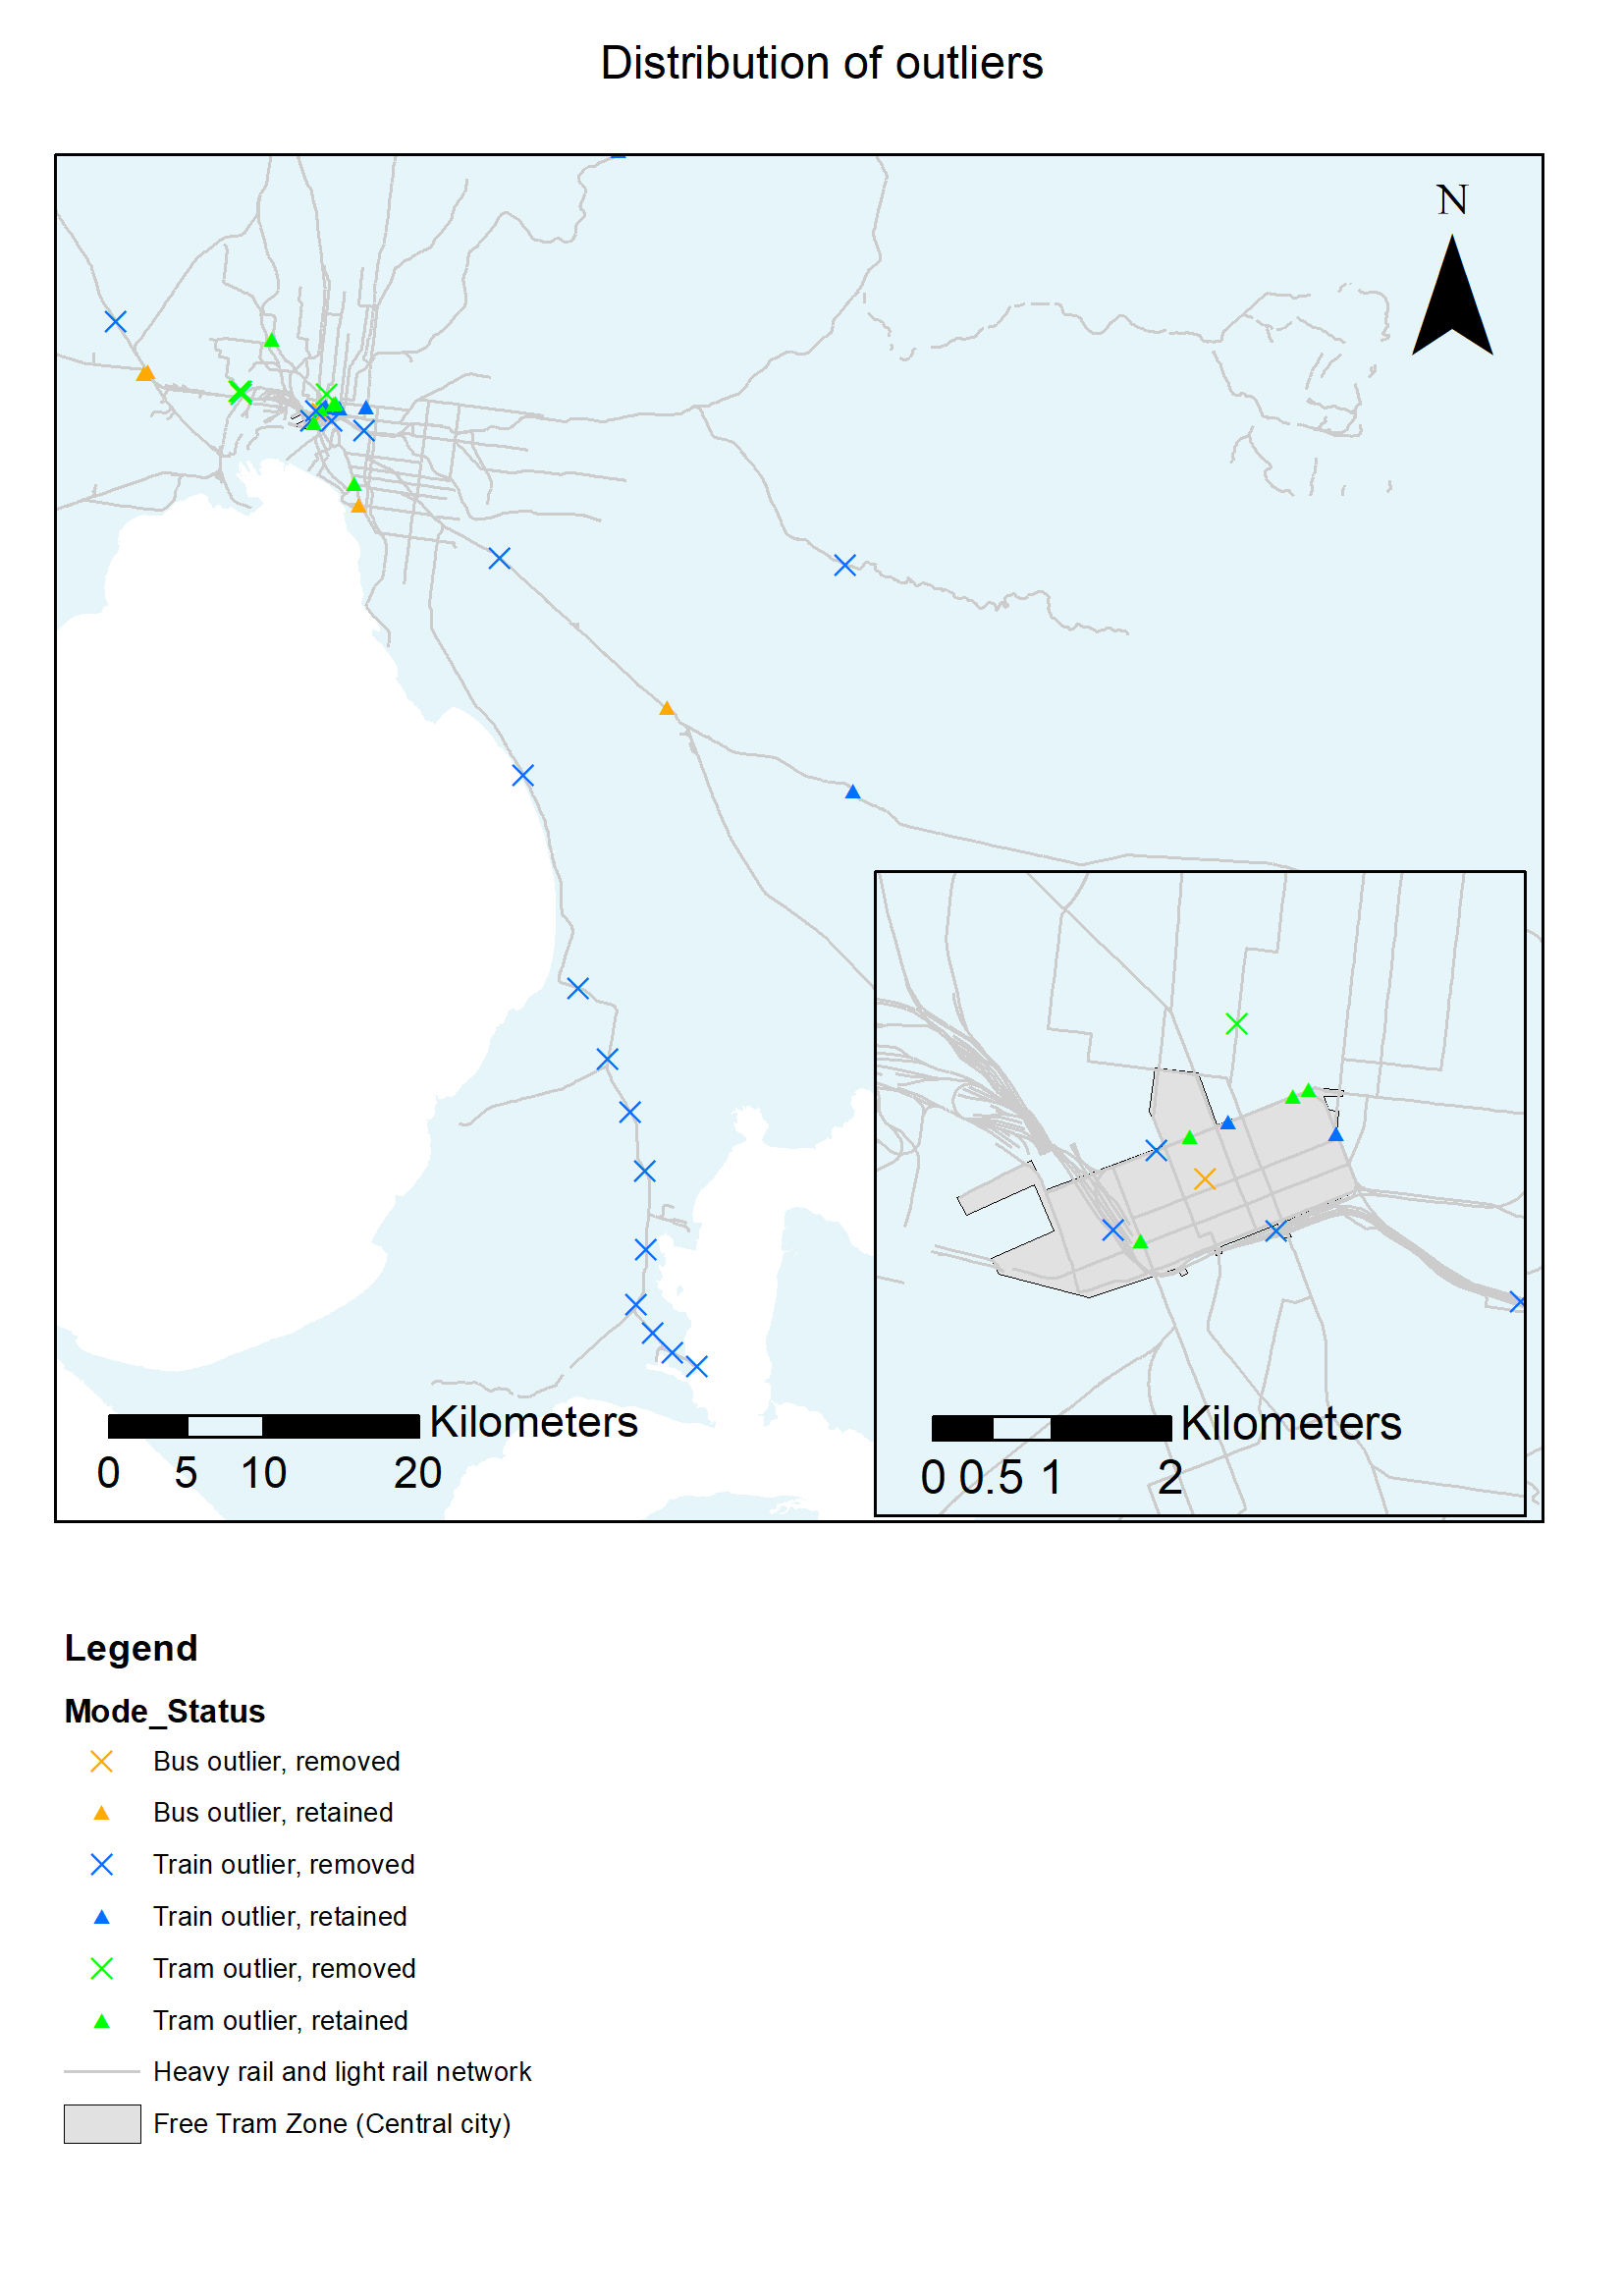 Distribution of outliers
N
Kilometers
0 5 10 20
Kilometers
0 0.5 1 2
Legend
Mode_Status
Bus outlier, removed
Bus outlier, retained
Train outlier, removed
Train outlier, retained
Tram outlier, removed
Tram outlier, retained
Heavy rail and light rail network
Free Tram Zone (Central city)